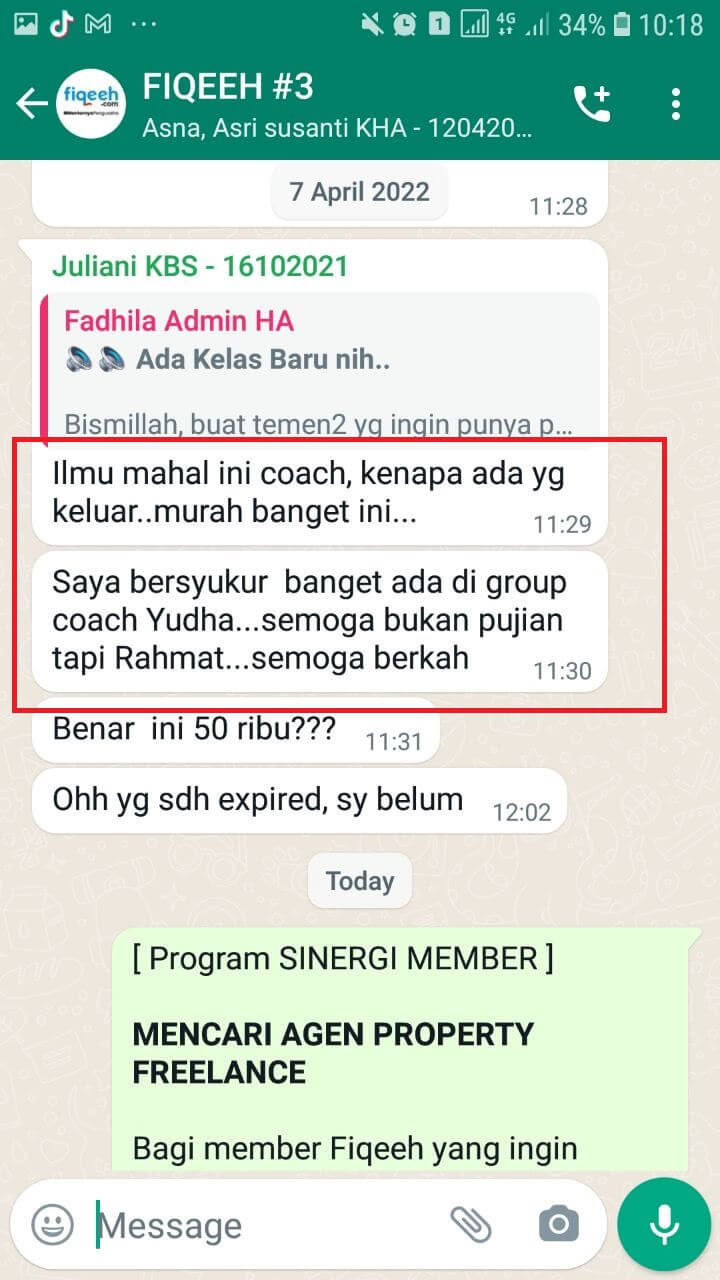 4G 34% 10:18
FIQEEH #3
fiqeeh
.com
Asna, Asri susanti KHA - 120420...
7 April 2022
11:28
Juliani KBS - 16102021
Fadhila Admin HA
🔊🔊 Ada Kelas Baru nih..
Bismillah, buat temen2 yg ingin punya p...
Ilmu mahal ini coach, kenapa ada yg
keluar..murah banget ini...
11:29
Saya bersyukur  banget ada di group
coach Yudha...semoga bukan pujian
tapi Rahmat...semoga berkah
11:30
Benar  ini 50 ribu???
11:31
Ohh yg sdh expired, sy belum
12:02
Today
[ Program SINERGI MEMBER ]
MENCARI AGEN PROPERTY
FREELANCE
Bagi member Fiqeeh yang ingin
Message